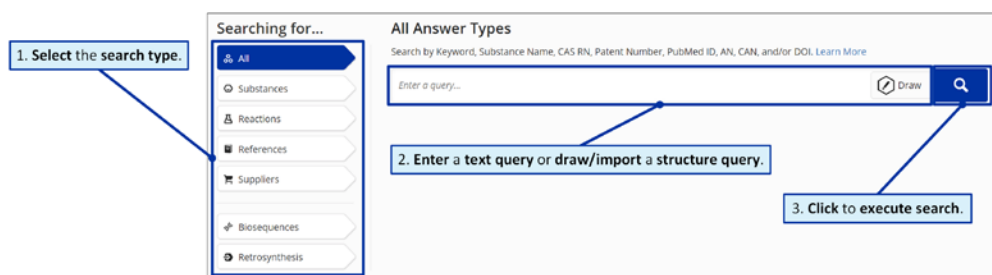 Searching for...
All Answer Types
1. Select the search type.
All
Search by Keyword, Substance Name, CAS RN, Patent Number, PubMed ID, AN, CAN, and/or DOI. Learn More
Substances
Enter a query...
Draw
Reactions
References
2. Enter a text query or draw/import a structure query.
Suppliers
3. Click to execute search.
Biosequences
Retrosynthesis